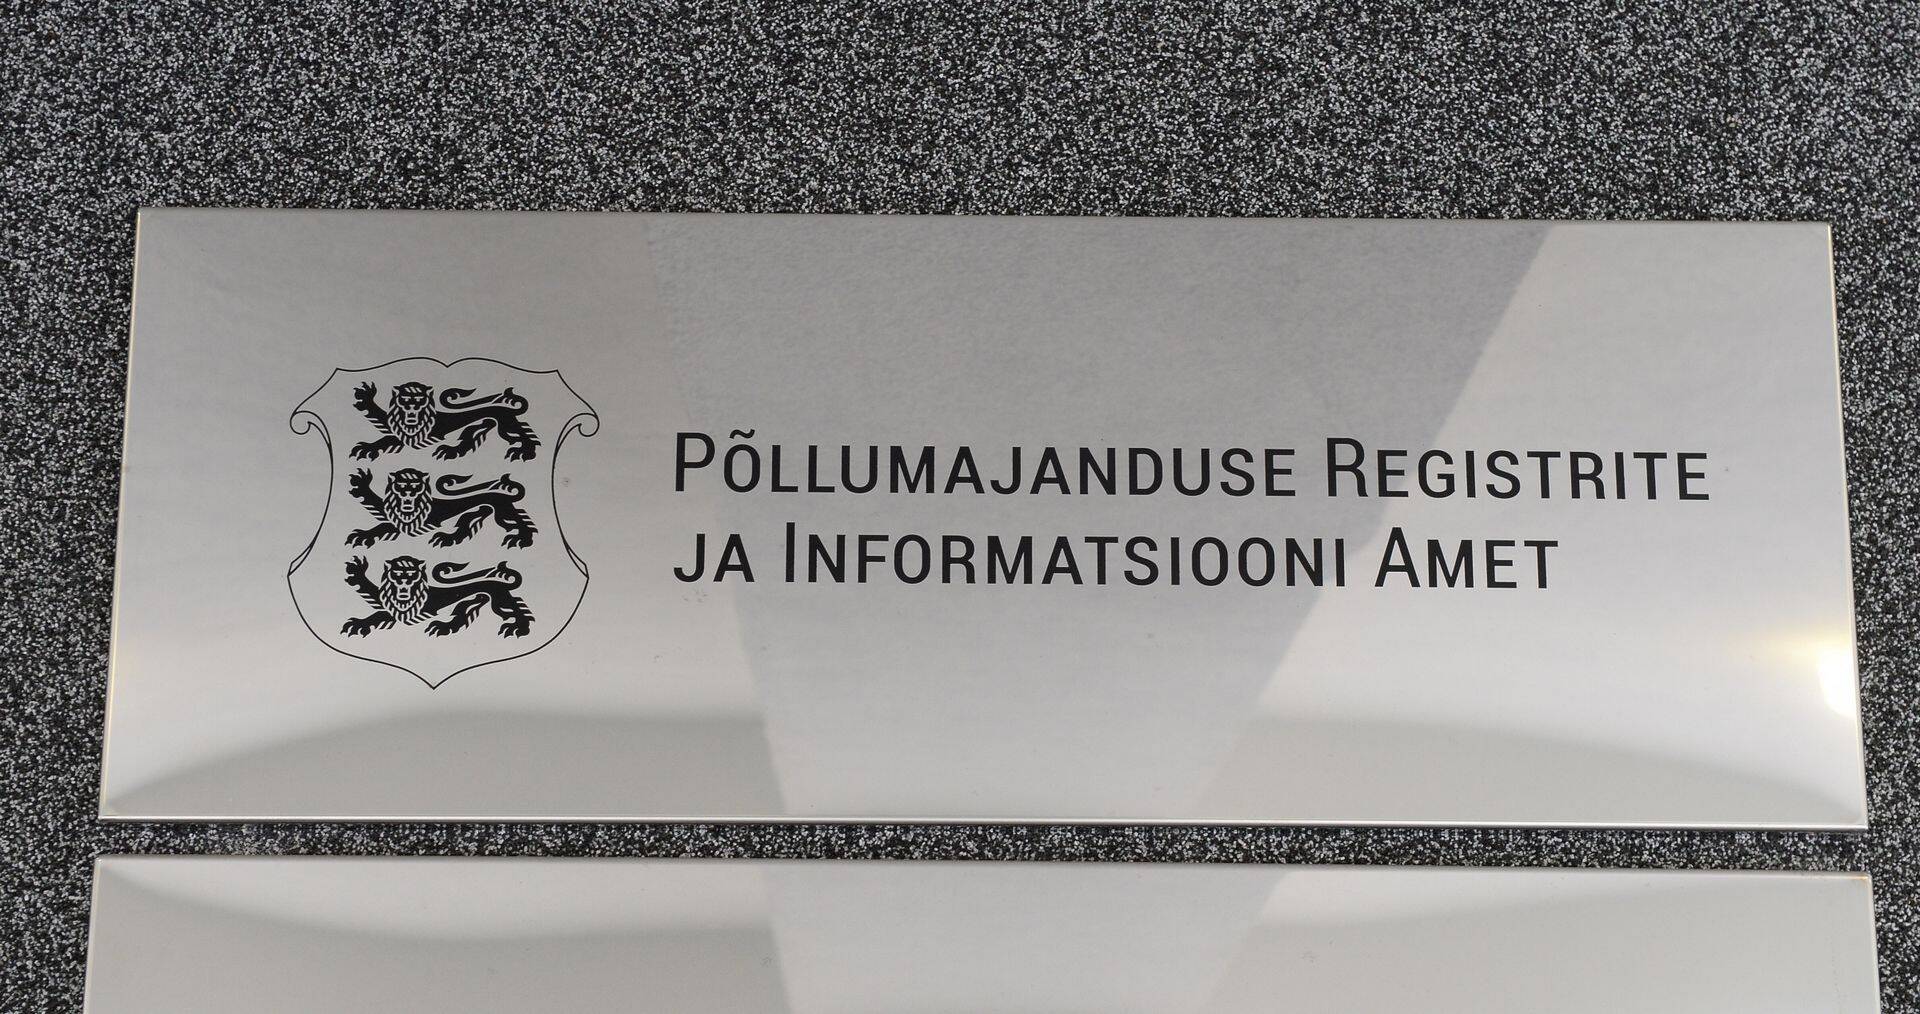 Põllumajanduse Registrite
ja Informatsiooni Amet